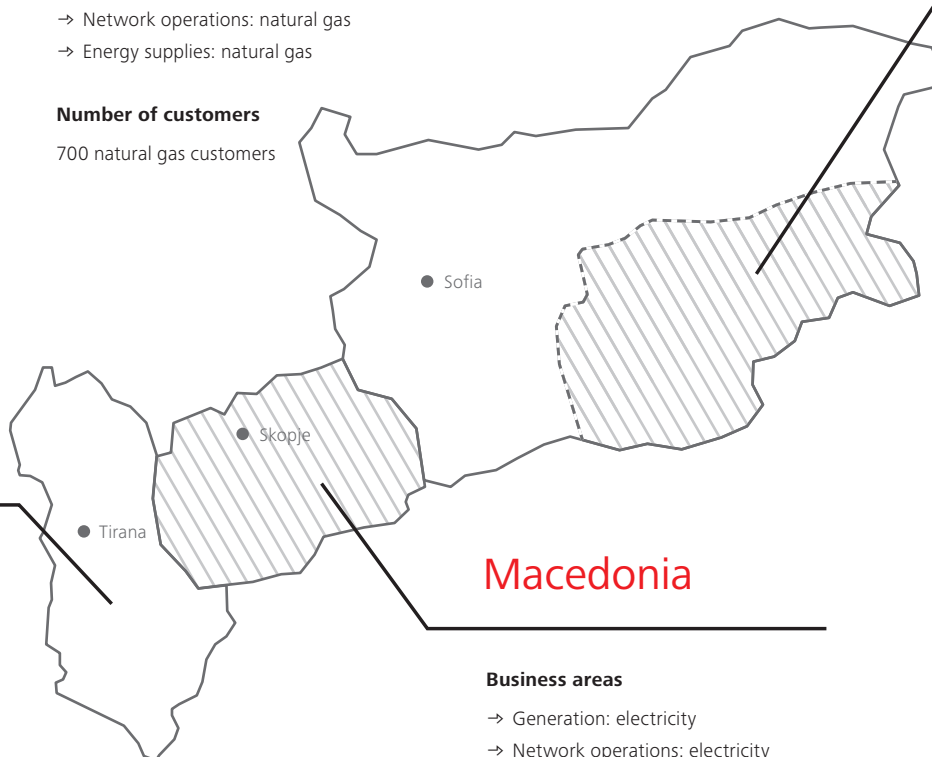 → Network operations: natural gas
→ Energy supplies: natural gas
Number of customers
700 natural gas customers
Sofia
Skopje
Tirana
Macedonia
Business areas
→ Generation: electricity
→ Network operations: electricity